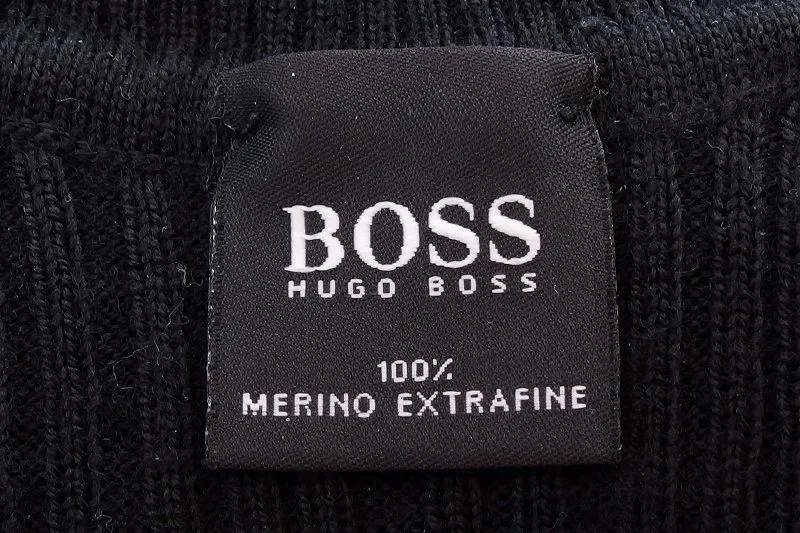 BOSS
HUGO BOSS
100%
MERINO EXTRAFINE